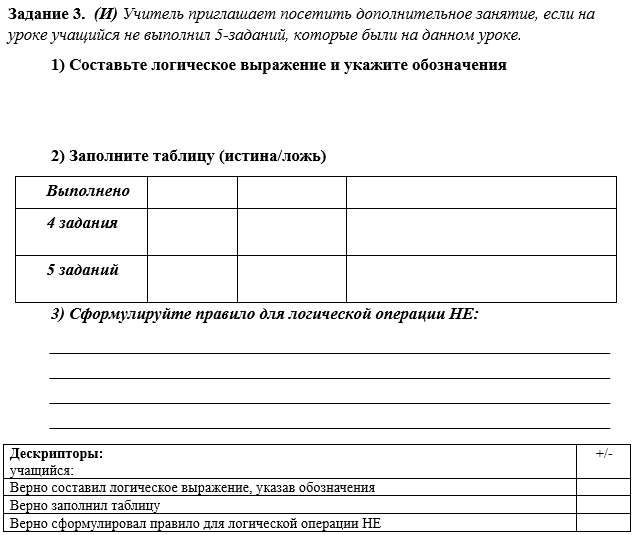 Задание 3. (И) Учитель приглашает посетить дополнительное занятие, если на
уроке учащийся не выполнил 5-заданий, которые были на данном уроке.
1) Составьте логическое выражение и укажите обозначения
2) Заполните таблицу (истина/ложь)
Выполнено
4 задания
5 заданий
3) Сформулируйте правило для логической операции НЕ:
Дескрипторы: +/-
учащийся:
Верно составил логическое выражение, указав обозначения
Верно заполнил таблицу
Верно сформулировал правило для логической операции НЕ